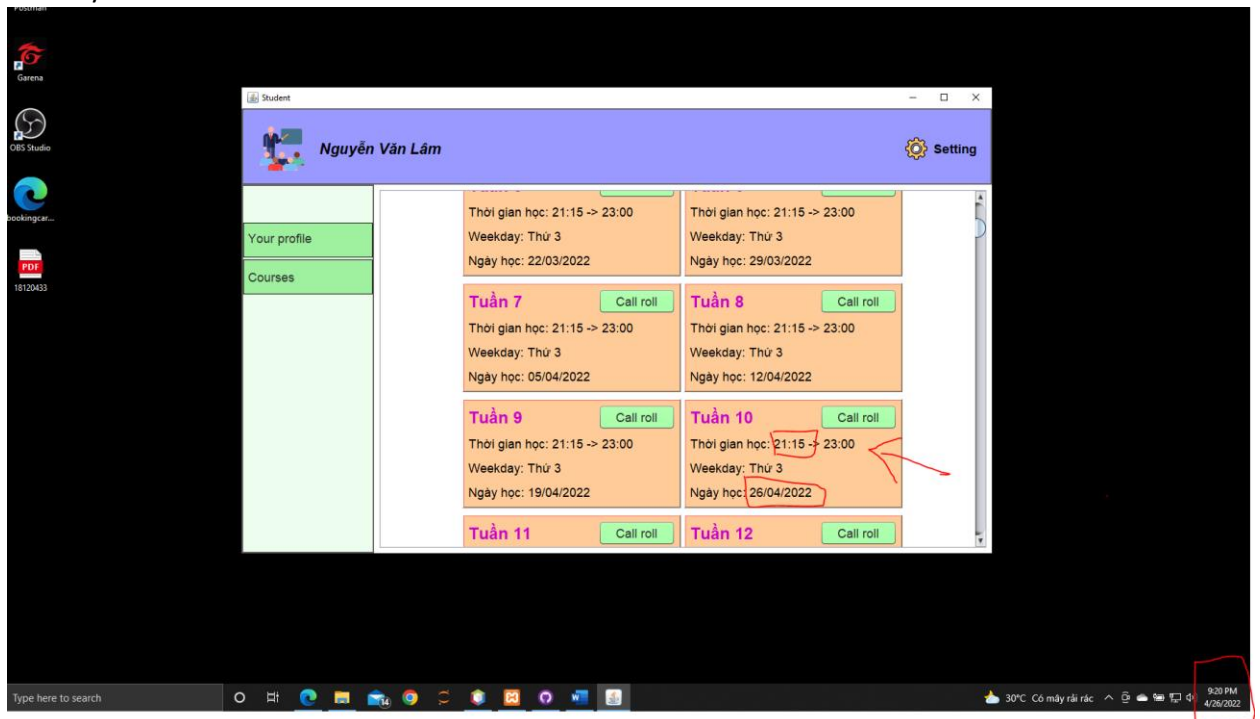 Postman
Garena
OBS Studio
bookingcar...
PDF
18120433
Student
Nguyễn Văn Lâm
Setting
Your profile
Courses
Thời gian học: 21:15 -> 23:00
Weekday: Thứ 3
Ngày học: 22/03/2022
Thời gian học: 21:15 -> 23:00
Weekday: Thứ 3
Ngày học: 29/03/2022
Tuần 7 Call roll
Thời gian học: 21:15 -> 23:00
Weekday: Thứ 3
Ngày học: 05/04/2022
Tuần 8 Call roll
Thời gian học: 21:15 -> 23:00
Weekday: Thứ 3
Ngày học: 12/04/2022
Tuần 9 Call roll
Thời gian học: 21:15 -> 23:00
Weekday: Thứ 3
Ngày học: 19/04/2022
Tuần 10 Call roll
Thời gian học: 21:15 -> 23:00
Weekday: Thứ 3
Ngày học: 26/04/2022
Tuần 11 Call roll
Tuần 12 Call roll
Type here to search
14
30°C Có mây rải rác
9:20 PM
4/26/2022